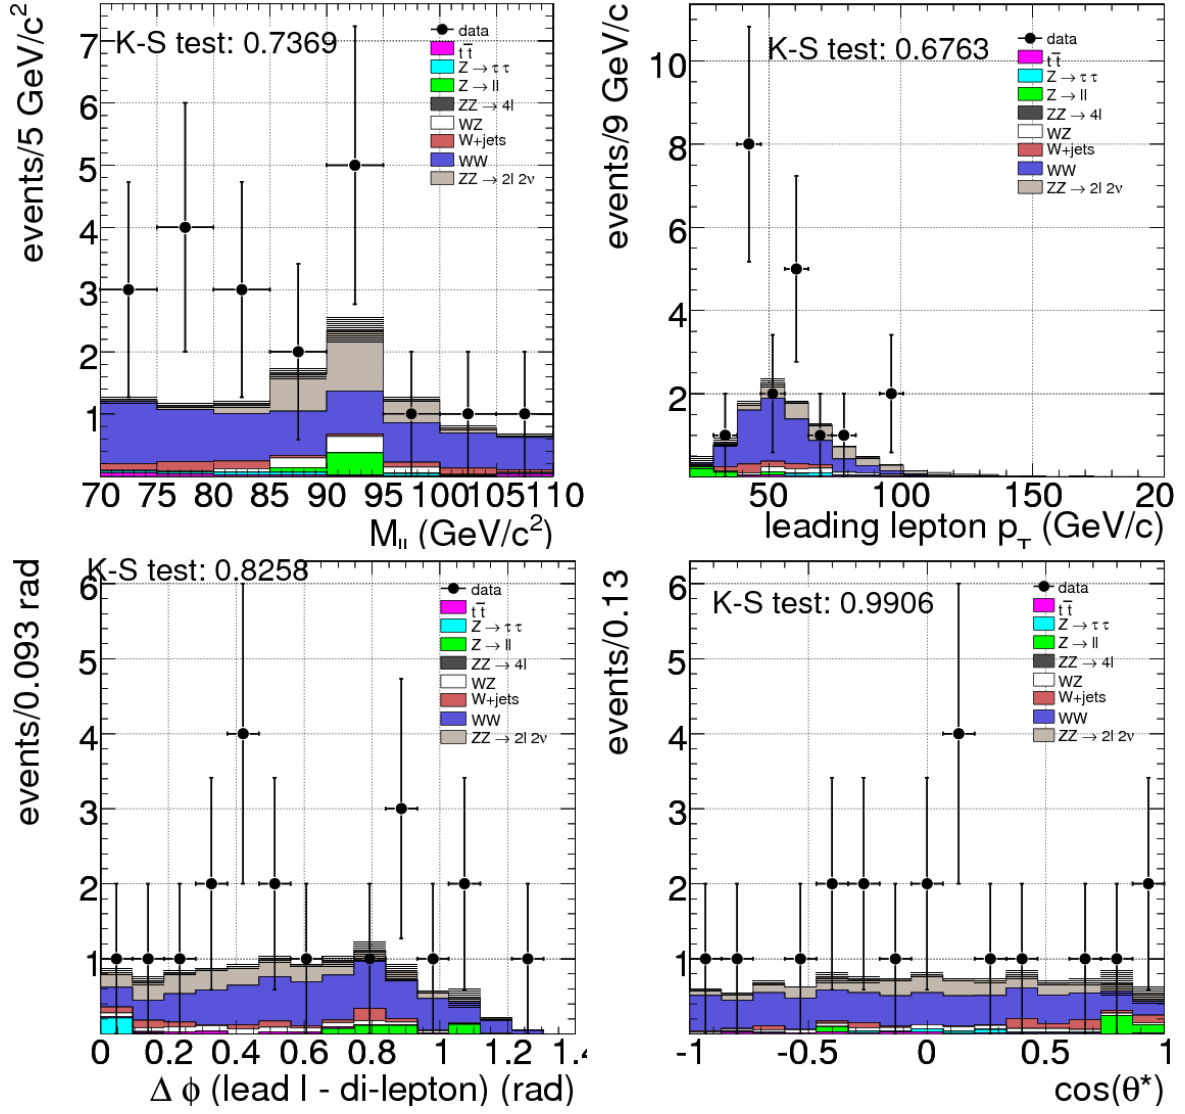 events/5 GeV/c²
K-S test: 0.7369
data
tt̅
Z → ττ
Z → ll
ZZ → 4l
WZ
W+jets
WW
ZZ → 2l 2ν
7
6
5
4
3
2
1
70 75 80 85 90 95 100 105 110
M_ll (GeV/c²)
events/9 GeV/c
K-S test: 0.6763
data
tt̅
Z → ττ
Z → ll
ZZ → 4l
WZ
W+jets
WW
ZZ → 2l 2ν
10
8
6
4
2
50 100 150 20
leading lepton p_T (GeV/c)
events/0.093 rad
K-S test: 0.8258
data
tt̅
Z → ττ
Z → ll
ZZ → 4l
WZ
W+jets
WW
ZZ → 2l 2ν
6
5
4
3
2
1
0 0.2 0.4 0.6 0.8 1 1.2 1.4
Δ ϕ (lead l - di-lepton) (rad)
events/0.13
K-S test: 0.9906
data
tt̅
Z → ττ
Z → ll
ZZ → 4l
WZ
W+jets
WW
ZZ → 2l 2ν
6
5
4
3
2
1
-1 -0.5 0 0.5 1
cos(θ*)